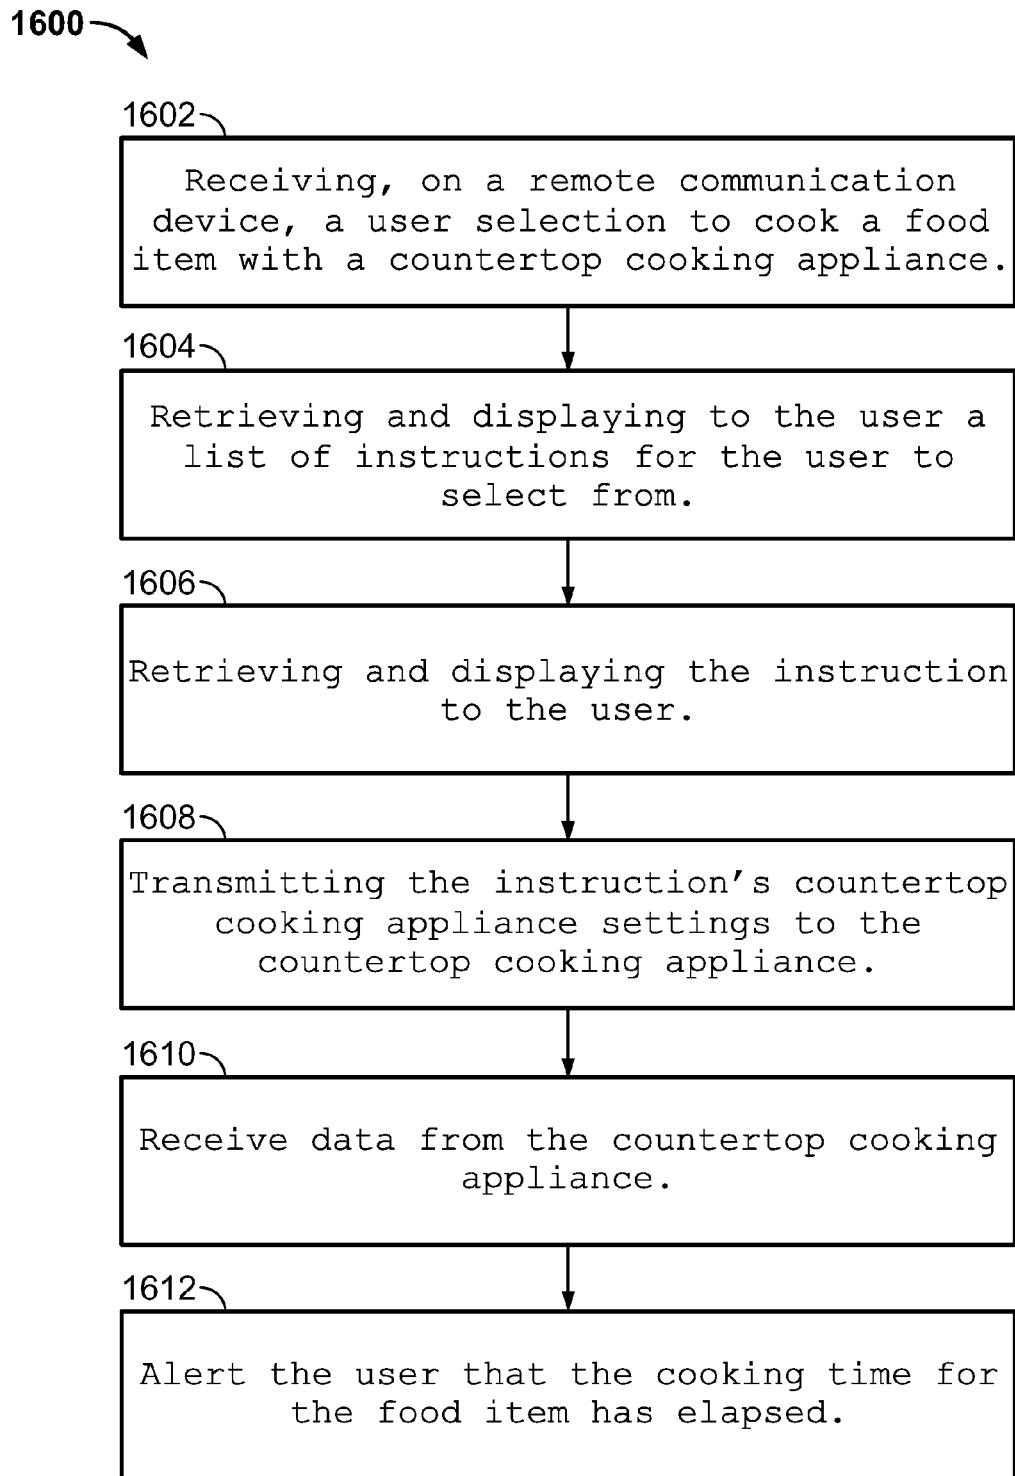 1600
1602
Receiving, on a remote communication
device, a user selection to cook a food
item with a countertop cooking appliance.
1604
Retrieving and displaying to the user a
list of instructions for the user to
select from.
1606
Retrieving and displaying the instruction
to the user.
1608
Transmitting the instruction’s countertop
cooking appliance settings to the
countertop cooking appliance.
1610
Receive data from the countertop cooking
appliance.
1612
Alert the user that the cooking time for
the food item has elapsed.